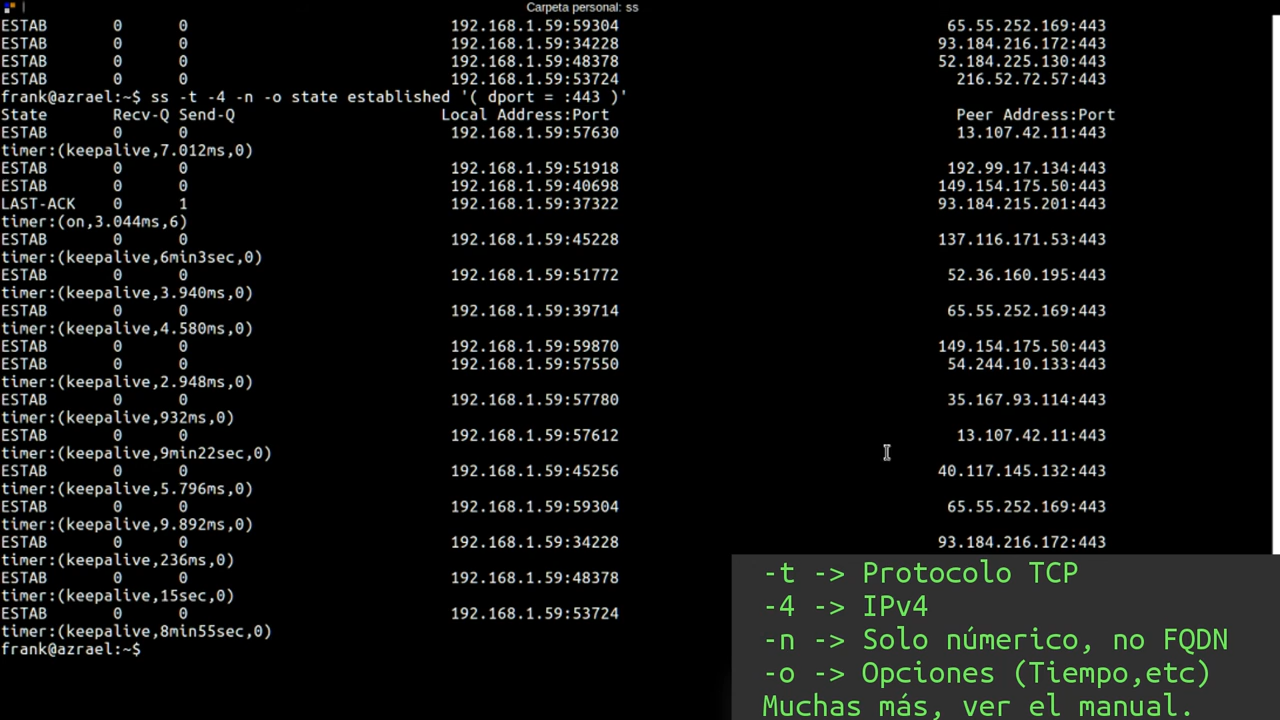 Carpeta personal: ss
ESTAB 0 0 192.168.1.59:59304 65.55.252.169:443
ESTAB 0 0 192.168.1.59:34228 93.184.216.172:443
ESTAB 0 0 192.168.1.59:48378 52.184.225.130:443
ESTAB 0 0 192.168.1.59:53724 216.52.72.57:443
frank@azrael:~$ ss -t -4 -n -o state established '( dport = :443 )'
State Recv-Q Send-Q Local Address:Port Peer Address:Port
ESTAB 0 0 192.168.1.59:57630 13.107.42.11:443
timer:(keepalive,7.012ms,0)
ESTAB 0 0 192.168.1.59:51918 192.99.17.134:443
ESTAB 0 0 192.168.1.59:40698 149.154.175.50:443
LAST-ACK 0 1 192.168.1.59:37322 93.184.215.201:443
timer:(on,3.044ms,6)
ESTAB 0 0 192.168.1.59:45228 137.116.171.53:443
timer:(keepalive,6min3sec,0)
ESTAB 0 0 192.168.1.59:51772 52.36.160.195:443
timer:(keepalive,3.940ms,0)
ESTAB 0 0 192.168.1.59:39714 65.55.252.169:443
timer:(keepalive,4.580ms,0)
ESTAB 0 0 192.168.1.59:59870 149.154.175.50:443
ESTAB 0 0 192.168.1.59:57550 54.244.10.133:443
timer:(keepalive,2.948ms,0)
ESTAB 0 0 192.168.1.59:57780 35.167.93.114:443
timer:(keepalive,932ms,0)
ESTAB 0 0 192.168.1.59:57612 13.107.42.11:443
timer:(keepalive,9min22sec,0)
ESTAB 0 0 192.168.1.59:45256 40.117.145.132:443
timer:(keepalive,5.796ms,0)
ESTAB 0 0 192.168.1.59:59304 65.55.252.169:443
timer:(keepalive,9.892ms,0)
ESTAB 0 0 192.168.1.59:34228 93.184.216.172:443
timer:(keepalive,236ms,0)
ESTAB 0 0 192.168.1.59:48378
timer:(keepalive,15sec,0)
ESTAB 0 0 192.168.1.59:53724
timer:(keepalive,8min55sec,0)
frank@azrael:~$
-t -> Protocolo TCP
-4 -> IPv4
-n -> Solo númerico, no FQDN
-o -> Opciones (Tiempo,etc)
Muchas más, ver el manual.